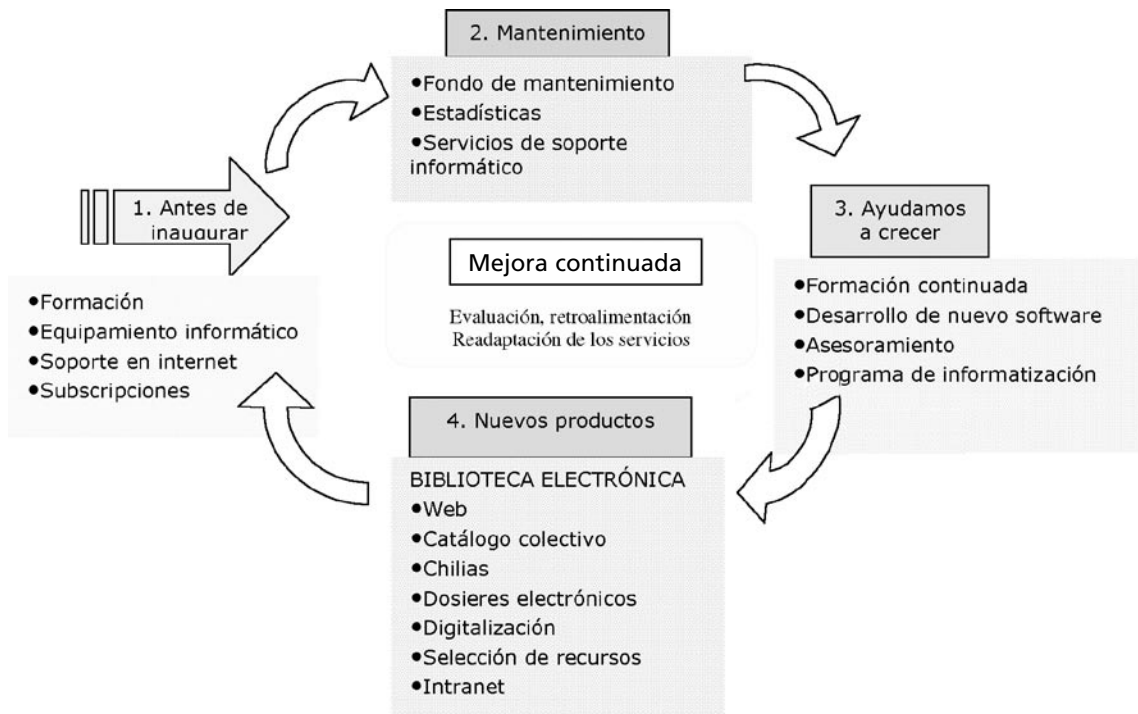 1. Antes de
inaugurar
●Formación
●Equipamiento informático
●Soporte en internet
●Subscripciones
2. Mantenimiento
●Fondo de mantenimiento
●Estadísticas
●Servicios de soporte
informático
3. Ayudamos
a crecer
●Formación continuada
●Desarrollo de nuevo software
●Asesoramiento
●Programa de informatización
4. Nuevos productos
BIBLIOTECA ELECTRÓNICA
●Web
●Catálogo colectivo
●Chilias
●Dosieres electrónicos
●Digitalización
●Selección de recursos
●Intranet
Mejora continuada
Evaluación, retroalimentación
Readaptación de los servicios